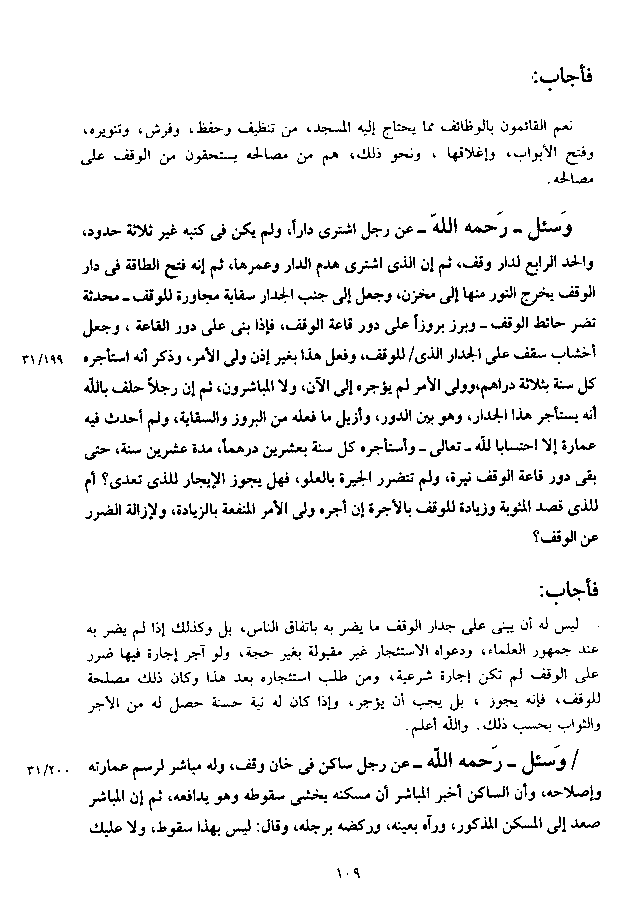 فأجاب:
نعم القائمون بالوظائف مما يحتاج إليه المسجد، من تنظيف وحفظ، وفرش، وتنويره،
وفتح الأبواب، وإغلاقها ، ونحو ذلك، هم من مصالحه يستحقون من الوقف على
مصالحه.
وَسئل ـ رَحمه اللَّه ـ عن رجل اشترى داراً، ولم يكن فى كتبه غير ثلاثة حدود،
والحد الرابع لدار وقف، ثم إن الذى اشترى هدم الدار وعمرها، ثم إنه فتح الطاقة فى دار
الوقف يخرج النور منها إلى مخزن، وجعل إلى جنب الجدار سقاية مجاورة للوقف ـ محدثة
تضر حائط الوقف ـ وبرز بروزاً على دور قاعة الوقف، فإذا بنى على دور القاعة ، وجعل
أخشاب سقف على الجدار الذى/ للوقف، وفعل هذا بغير إذن ولى الأمر، وذكر أنه استأجره
٣١/١٩٩
كل سنة بثلاثة دراهم،وولى الأمر لم يؤجره إلى الآن، ولا المباشرون، ثم إن رجلاً حلف بالله
أنه يستأجر هذا الجدار، وهو بين الدور، وأزيل ما فعله من البروز والسقاية، ولم أحدث فيه
عمارة إلا احتسابا لله ـ تعالى ـ وأستأجره كل سنة بعشرين درهماً، مدة عشرين سنة، حتى
بقى دور قاعة الوقف نيرة، ولم تتضرر الجيرة بالعلو، فهل يجوز الإيجار للذى تعدى؟ أم
للذى قصد المثوبة وزيادة للوقف بالأجرة إن أجره ولى الأمر المنفعة بالزيادة، ولإزالة الضرر
عن الوقف؟
فأجاب:
ليس له أن يبنى على جدار الوقف ما يضر به باتفاق الناس، بل وكذلك إذا لم يضر به
عند جمهور العلماء، ودعواه الاستئجار غير مقبولة بغير حجة، ولو آجر إجارة فيها ضرر
على الوقف لم تكن إجارة شرعية، ومن طلب استئجاره بعد هذا وكان ذلك مصلحة
للوقف، فإنه يجوز ، بل يجب أن يؤجر، وإذا كان له نية حسنة حصل له من الأجر
والثواب بحسب ذلك. والله أعلم.
/ وَسئل ـ رَحمه اللَّه ـ عن رجل ساكن فى خان وقف، وله مباشر لرسم عمارته
٣١/٢٠٠
وإصلاحه، وأن الساكن أخبر المباشر أن مسكنه يخشى سقوطه وهو يدافعه، ثم إن المباشر
صعد إلى المسكن المذكور، ورآه بعينه، وركضه برجله، وقال: ليس بهذا سقوط، ولا عليك
١٠٩